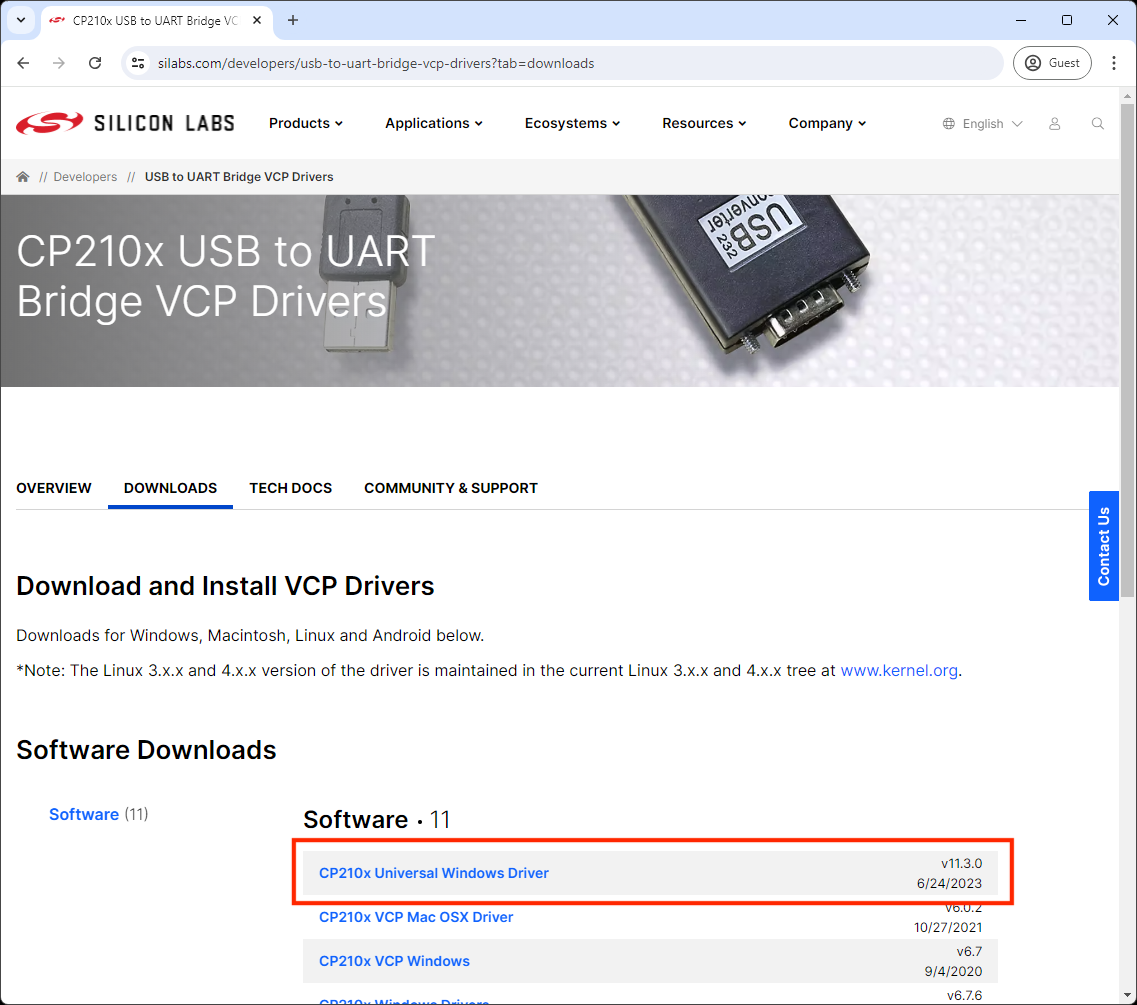 CP210x USB to UART Bridge VC
silabs.com/developers/usb-to-uart-bridge-vcp-drivers?tab=downloads
Guest
SILICON LABS
Products
Applications
Ecosystems
Resources
Company
English
// Developers // USB to UART Bridge VCP Drivers
CP210x USB to UART
Bridge VCP Drivers
USB
converter
232
OVERVIEW
DOWNLOADS
TECH DOCS
COMMUNITY & SUPPORT
Contact Us
Download and Install VCP Drivers
Downloads for Windows, Macintosh, Linux and Android below.
*Note: The Linux 3.x.x and 4.x.x version of the driver is maintained in the current Linux 3.x.x and 4.x.x tree at www.kernel.org.
Software Downloads
Software (11)
Software • 11
CP210x Universal Windows Driver
v11.3.0
6/24/2023
CP210x VCP Mac OSX Driver
v6.0.2
10/27/2021
CP210x VCP Windows
v6.7
9/4/2020
CP210x Windows Drivers
v6.7.6